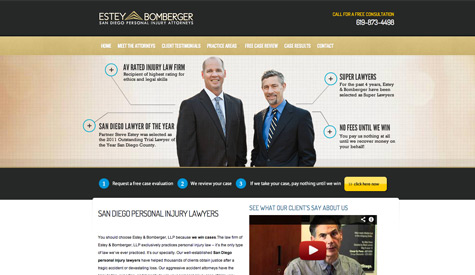 ESTEY BOMBERGER
SAN DIEGO PERSONAL INJURY ATTORNEYS
CALL FOR A FREE CONSULTATION
619-873-4498
HOME MEET THE ATTORNEYS CLIENT TESTIMONIALS PRACTICE AREAS FREE CASE REVIEW CASE RESULTS CONTACT
AV RATED INJURY LAW FIRM
Recipient of highest rating for
ethics and legal skills
SUPER LAWYERS
For the past 4 years, Estey
& Bomberger have been
selected as Super Lawyers
SAN DIEGO LAWYER OF THE YEAR
Partner Steve Estey was selected as
the 2011 Outstanding Trial Lawyer of
the Year San Diego County.
NO FEES UNTIL WE WIN
You pay us nothing at all
until we recover money on
your behalf!
1 Request a free case evaluation 2 We review your case 3 If we take your case, pay nothing until we win click here now
SAN DIEGO PERSONAL INJURY LAWYERS
You should choose Estey & Bomberger, LLP because we win cases. The law firm of
Estey & Bomberger, LLP exclusively practices personal injury law – it's the only type
of law we've ever practiced. It's our specialty. Our well-established San Diego
personal injury lawyers have helped thousands of clients obtain justice after a
tragic accident or devastating loss. Our aggressive accident attorneys have the
SEE WHAT OUR CLIENT'S SAY ABOUT US